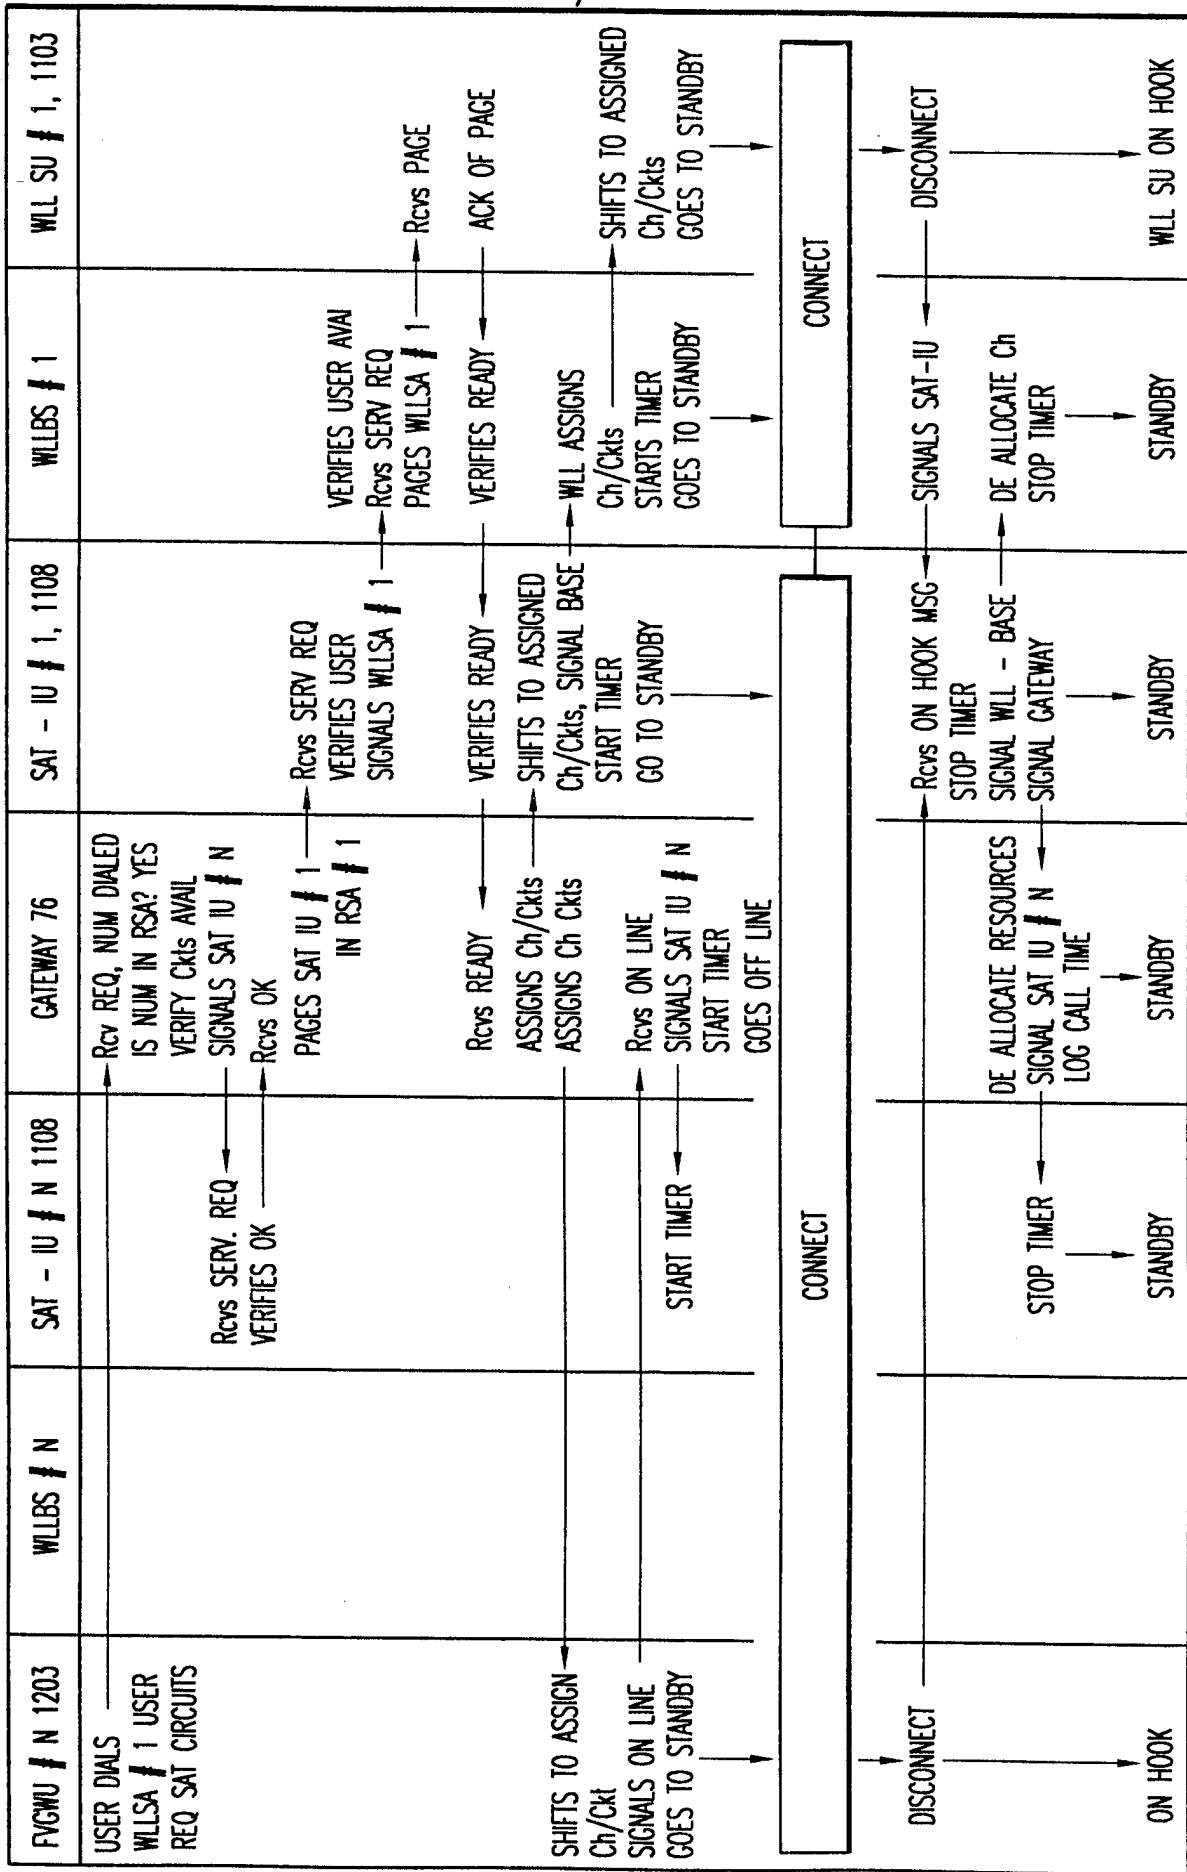 FVGWU # N 1203
WLLBS # N
SAT - IU # N 1108
GATEWAY 76
SAT - IU # 1, 1108
WLLBS # 1
WLL SU # 1, 1103
USER DIALS
WLLSA # 1 USER
REQ SAT CIRCUITS
Rcv REQ, NUM DIALED
IS NUM IN RSA? YES
VERIFY Ckts AVAIL
SIGNALS SAT IU # N
Rcvs SERV. REQ
VERIFIES OK
Rcvs OK
PAGES SAT IU # 1
IN RSA # 1
Rcvs SERV REQ
VERIFIES USER
SIGNALS WLLSA # 1
VERIFIES USER AVAI
Rcvs SERV REQ
PAGES WLLSA # 1
Rcvs PAGE
ACK OF PAGE
VERIFIES READY
VERIFIES READY
Rcvs READY
ASSIGNS Ch/Ckts
ASSIGNS Ch Ckts
SHIFTS TO ASSIGNED
Ch/Ckts, SIGNAL BASE
START TIMER
GO TO STANDBY
WLL ASSIGNS
Ch/Ckts
STARTS TIMER
GOES TO STANDBY
SHIFTS TO ASSIGNED
Ch/Ckts
GOES TO STANDBY
SHIFTS TO ASSIGN
Ch/Ckt
SIGNALS ON LINE
GOES TO STANDBY
Rcvs ON LINE
SIGNALS SAT IU # N
START TIMER
GOES OFF LINE
START TIMER
CONNECT
CONNECT
DISCONNECT
Rcvs ON HOOK MSG
STOP TIMER
SIGNAL WLL - BASE
SIGNAL GATEWAY
SIGNALS SAT-IU
DISCONNECT
DE ALLOCATE Ch
STOP TIMER
DE ALLOCATE RESOURCES
SIGNAL SAT IU # N
LOG CALL TIME
STOP TIMER
ON HOOK
STANDBY
STANDBY
STANDBY
STANDBY
WLL SU ON HOOK